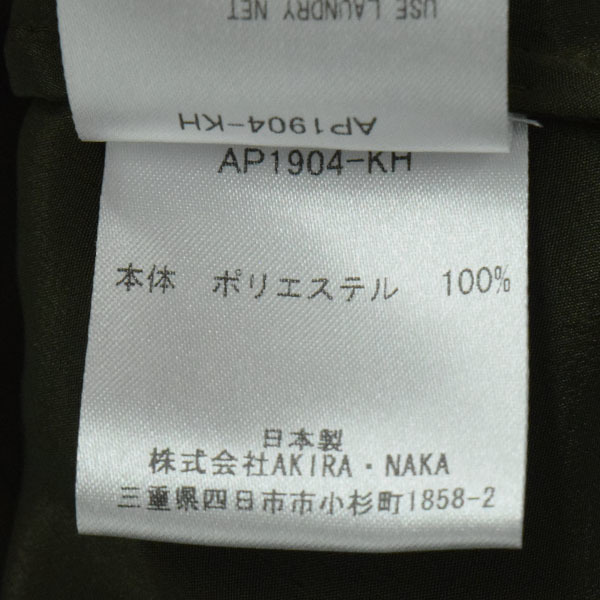 USE LAUNDRY NET
AP1904-KH
AP1904-KH
本体 ポリエステル 100%
日本製
株式会社AKIRA・NAKA
三重県四日市市小杉町1858-2